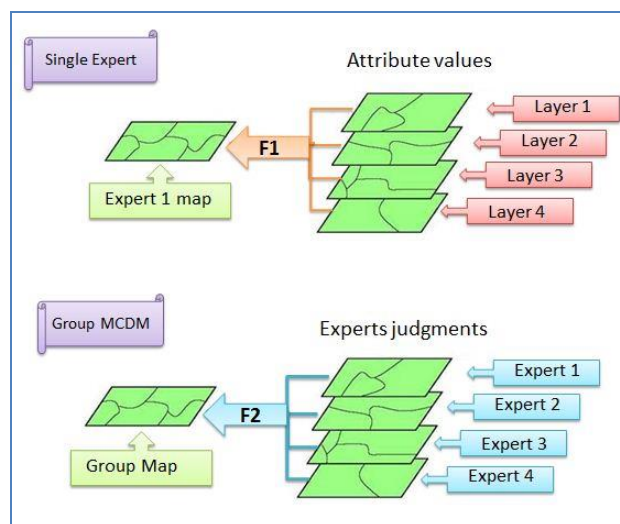 Single Expert
Attribute values
Layer 1
Layer 2
F1
Layer 3
Expert 1 map
Layer 4
Group MCDM
Experts judgments
Expert 1
Expert 2
F2
Expert 3
Group Map
Expert 4